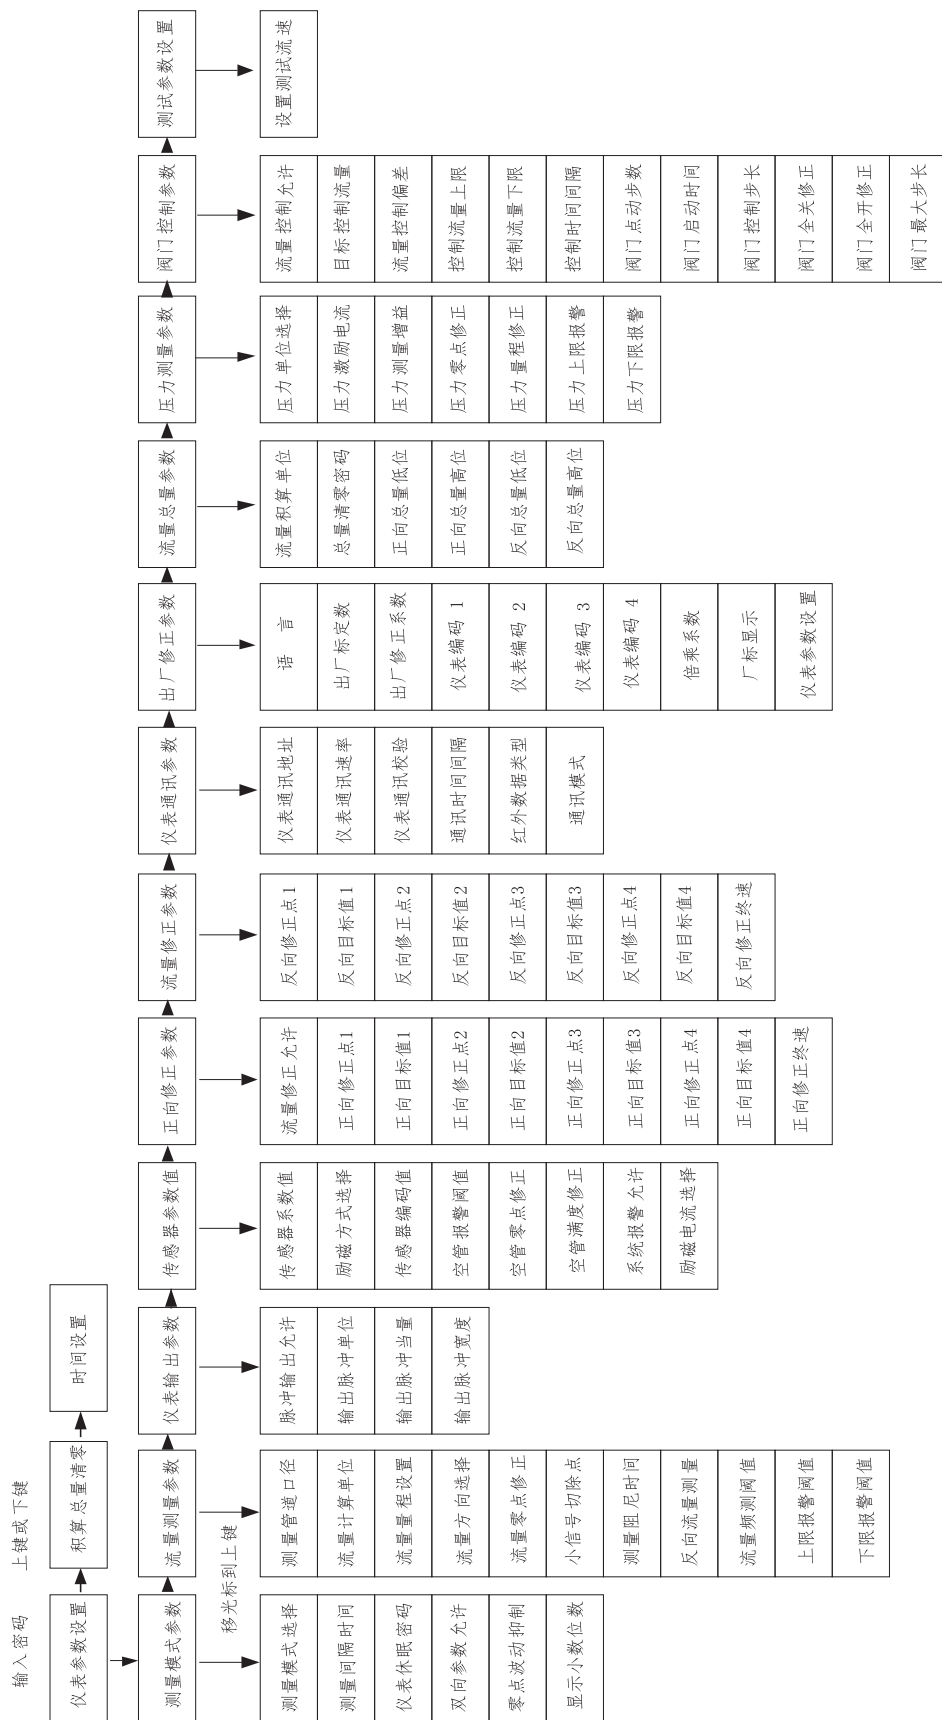 输入密码
上键或下键
仪表参数设置
积算总量清零
时间设置
移光标到上键
测量模式参数
测量模式选择
测量间隔时间
仪表休眠密码
双向参数允许
零点波动抑制
显示小数位数
流量测量参数
测量管道口径
流量计算单位
流量量程设置
流量方向选择
流量零点修正
小信号切除点
测量阻尼时间
反向流量测量
流量频测阈值
上限报警阈值
下限报警阈值
仪表输出参数
脉冲输出允许
输出脉冲单位
输出脉冲当量
输出脉冲宽度
传感器参数值
传感器系数值
励磁方式选择
传感器编码值
空管报警阈值
空管零点修正
空管满度修正
系统报警允许
励磁电流选择
正向修正参数
流量修正允许
正向修正点1
正向目标值1
正向修正点2
正向目标值2
正向修正点3
正向目标值3
正向修正点4
正向目标值4
正向修正终速
流量修正参数
反向修正点1
反向目标值1
反向修正点2
反向目标值2
反向修正点3
反向目标值3
反向修正点4
反向目标值4
反向修正终速
仪表通讯参数
仪表通讯地址
仪表通讯速率
仪表通讯校验
通讯时间间隔
红外数据类型
通讯模式
出厂修正参数
语 言
出厂标定数
出厂修正系数
仪表编码 1
仪表编码 2
仪表编码 3
仪表编码 4
倍乘系数
厂标显示
仪表参数设置
流量总量参数
流量积算单位
总量清零密码
正向总量低位
正向总量高位
反向总量低位
反向总量高位
压力测量参数
压力单位选择
压力激励电流
压力测量增益
压力零点修正
压力量程修正
压力上限报警
压力下限报警
阀门控制参数
流量控制允许
目标控制流量
流量控制偏差
控制流量上限
控制流量下限
控制时间间隔
阀门点动步数
阀门启动时间
阀门控制步长
阀门全关修正
阀门全开修正
阀门最大步长
测试参数设置
设置测试流速